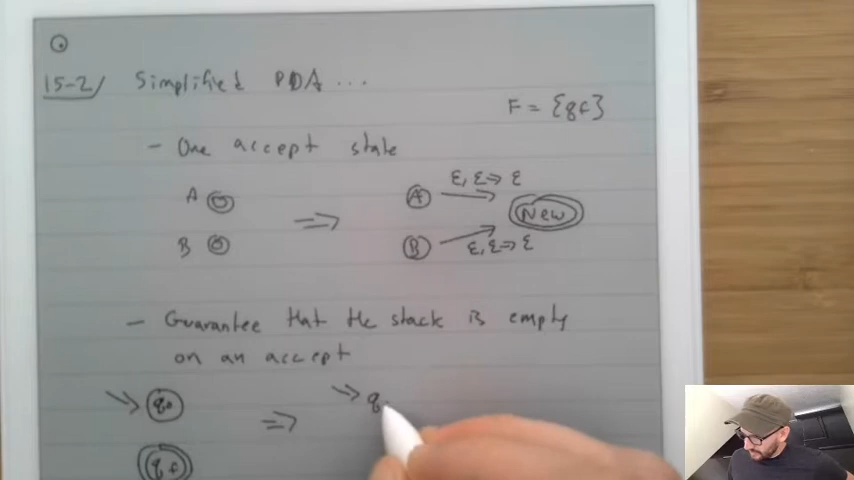 15-2/ Simplified PDA...
F = {qf}
- One accept state
A ⇒ A ε, ε→ ε New
B B ε, ε→ ε
- Guarantee that the stack is empty
on an accept
→ q0 ⇒ → q
qf